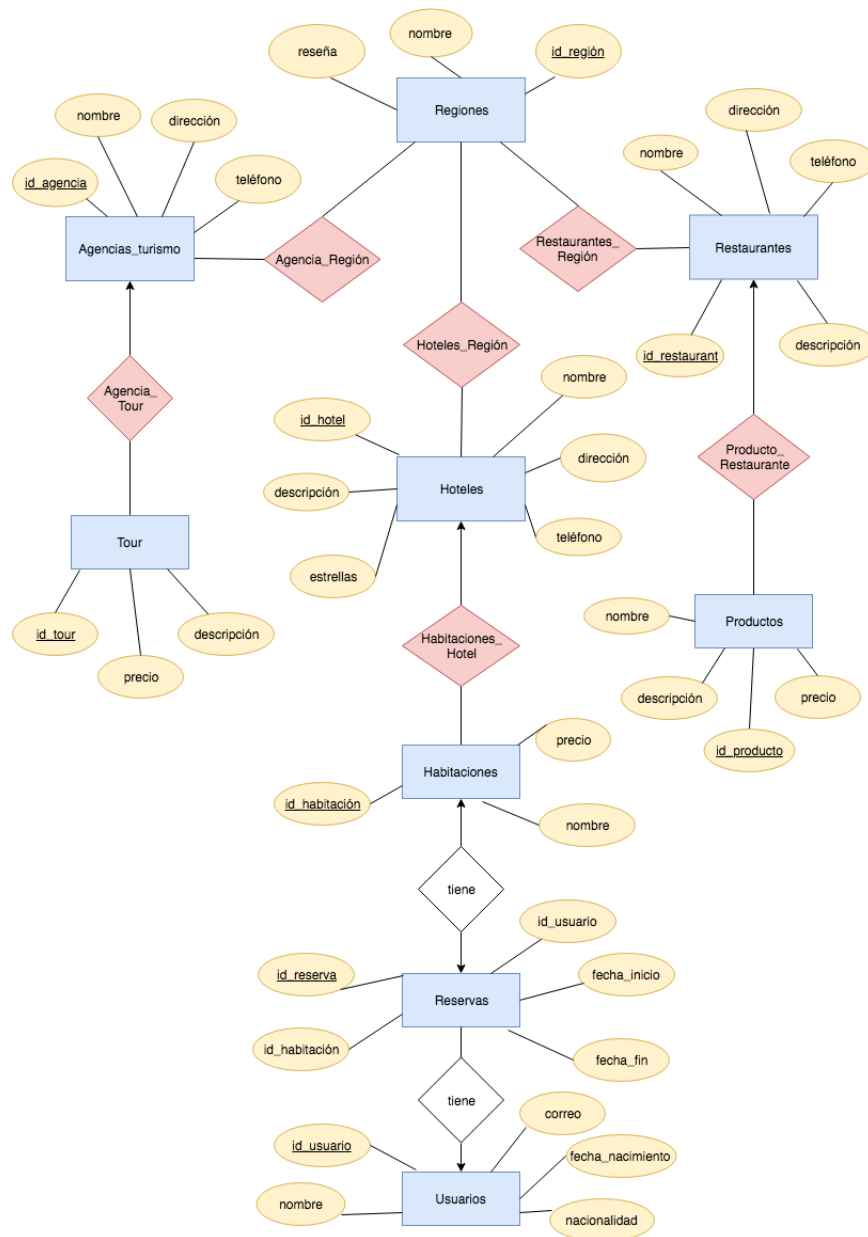 nombre
reseña
id_región
Regiones
dirección
nombre
dirección
nombre
teléfono
id_agencia
teléfono
Agencias_turismo
Agencia_Región
Restaurantes_
Región
Restaurantes
Hoteles_Región
id_restaurant
descripción
nombre
Agencia_
Tour
id_hotel
Producto_
Restaurante
dirección
descripción
Hoteles
Tour
teléfono
estrellas
nombre
Productos
id_tour
descripción
Habitaciones_
Hotel
precio
descripción
precio
precio
id_producto
Habitaciones
id_habitación
nombre
tiene
id_usuario
id_reserva
fecha_inicio
Reservas
id_habitación
fecha_fin
tiene
correo
id_usuario
fecha_nacimiento
nombre
Usuarios
nacionalidad